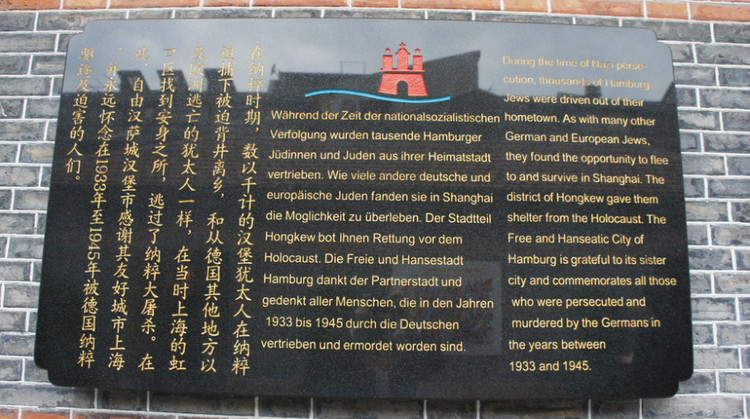 在纳粹时期，数以千计的汉堡犹太人在纳粹
追捕下被迫背井离乡，和从德国其他地方以
及欧洲逃亡的犹太人一样，在当时上海的虹
口区找到安身之所，逃过了纳粹大屠杀。在
此，自由汉萨城汉堡市感谢其友好城市上海
，并永远怀念在1933年至1945年被德国纳粹
驱逐及迫害的人们。
Während der Zeit der nationalsozialistischen
Verfolgung wurden tausende Hamburger
Jüdinnen und Juden aus ihrer Heimatstadt
vertrieben. Wie viele andere deutsche und
europäische Juden fanden sie in Shanghai
die Möglichkeit zu überleben. Der Stadtteil
Hongkew bot Ihnen Rettung vor dem
Holocaust. Die Freie und Hansestadt
Hamburg dankt der Partnerstadt und
gedenkt aller Menschen, die in den Jahren
1933 bis 1945 durch die Deutschen
vertrieben und ermordet worden sind.
During the time of Nazi perse-
cution, thousands of Hamburg
Jews were driven out of their
hometown. As with many other
German and European Jews,
they found the opportunity to flee
to and survive in Shanghai. The
district of Hongkew gave them
shelter from the Holocaust. The
Free and Hanseatic City of
Hamburg is grateful to its sister
city and commemorates all those
who were persecuted and
murdered by the Germans in
the years between
1933 and 1945.